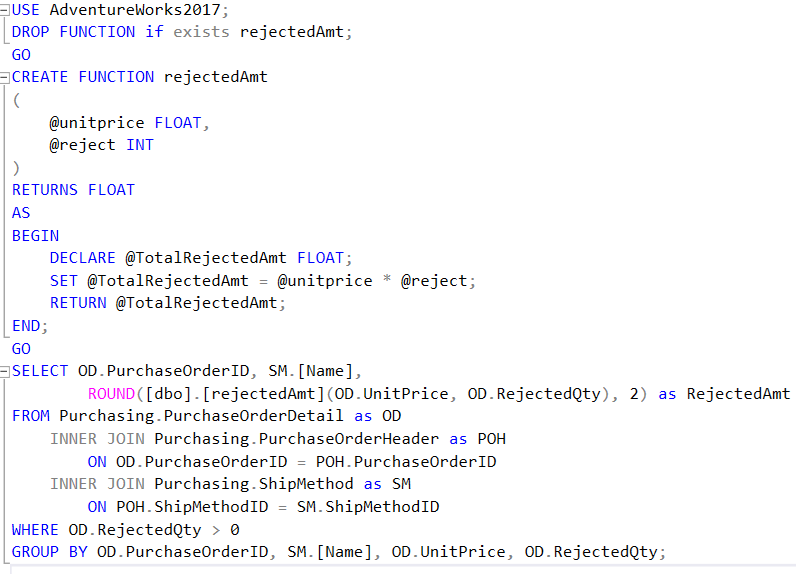 USE AdventureWorks2017;
DROP FUNCTION if exists rejectedAmt;
GO
CREATE FUNCTION rejectedAmt
(
    @unitprice FLOAT,
    @reject INT
)
RETURNS FLOAT
AS
BEGIN
    DECLARE @TotalRejectedAmt FLOAT;
    SET @TotalRejectedAmt = @unitprice * @reject;
    RETURN @TotalRejectedAmt;
END;
GO
SELECT OD.PurchaseOrderID, SM.[Name],
        ROUND([dbo].[rejectedAmt](OD.UnitPrice, OD.RejectedQty), 2) as RejectedAmt
FROM Purchasing.PurchaseOrderDetail as OD
    INNER JOIN Purchasing.PurchaseOrderHeader as POH
        ON OD.PurchaseOrderID = POH.PurchaseOrderID
    INNER JOIN Purchasing.ShipMethod as SM
        ON POH.ShipMethodID = SM.ShipMethodID
WHERE OD.RejectedQty > 0
GROUP BY OD.PurchaseOrderID, SM.[Name], OD.UnitPrice, OD.RejectedQty;